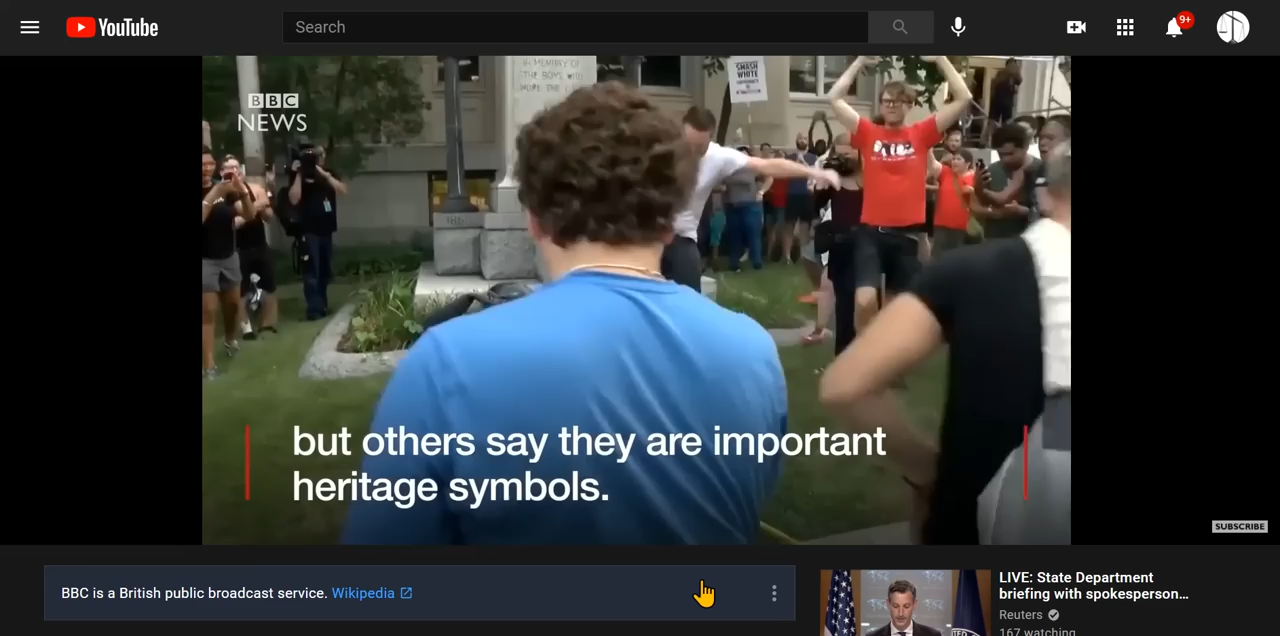 YouTube
Search
9+
BBC
NEWS
IN MEMORY OF
THE BOYS WHO
WORE THE
SMASH
WHITE
but others say they are important
heritage symbols.
SUBSCRIBE
BBC is a British public broadcast service. Wikipedia
LIVE: State Department
briefing with spokesperson...
Reuters
167 watching